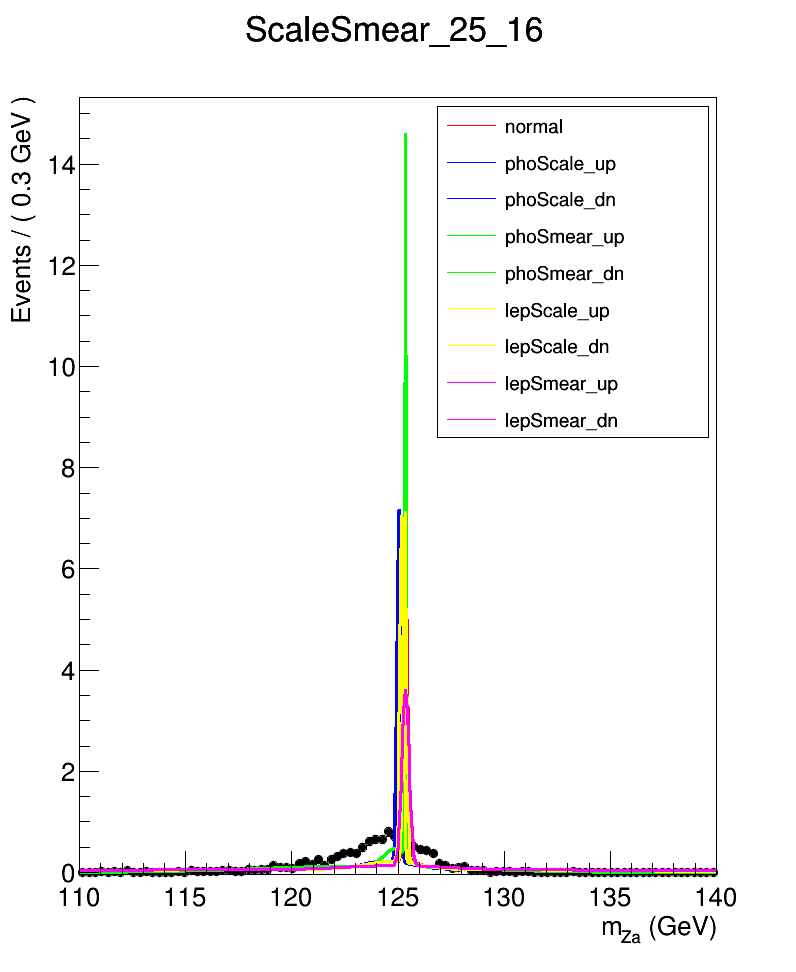 ScaleSmear_25_16
Events / ( 0.3 GeV )
14
12
10
8
6
4
2
0
normal
phoScale_up
phoScale_dn
phoSmear_up
phoSmear_dn
lepScale_up
lepScale_dn
lepSmear_up
lepSmear_dn
110 115 120 125 130 135 140
m_Za (GeV)